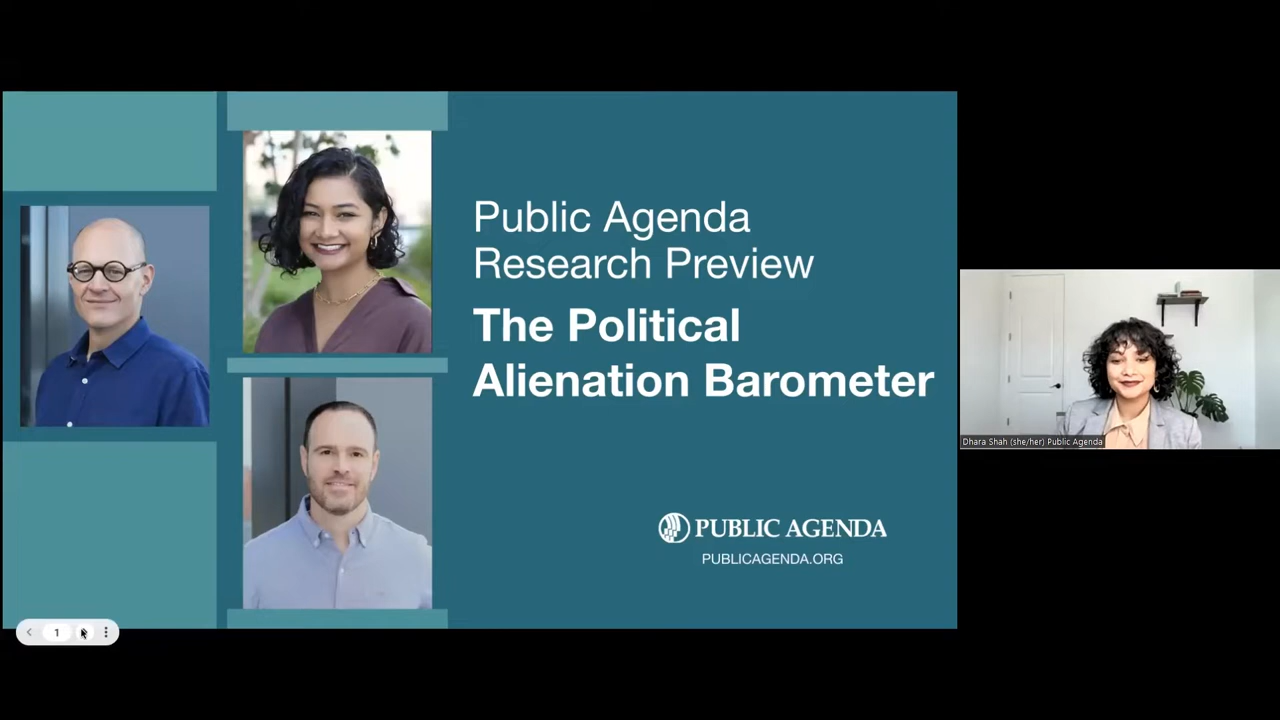 Public Agenda
Research Preview
The Political
Alienation Barometer
PUBLIC AGENDA
PUBLICAGENDA.ORG
Dhara Shah (she/her) Public Agenda
1